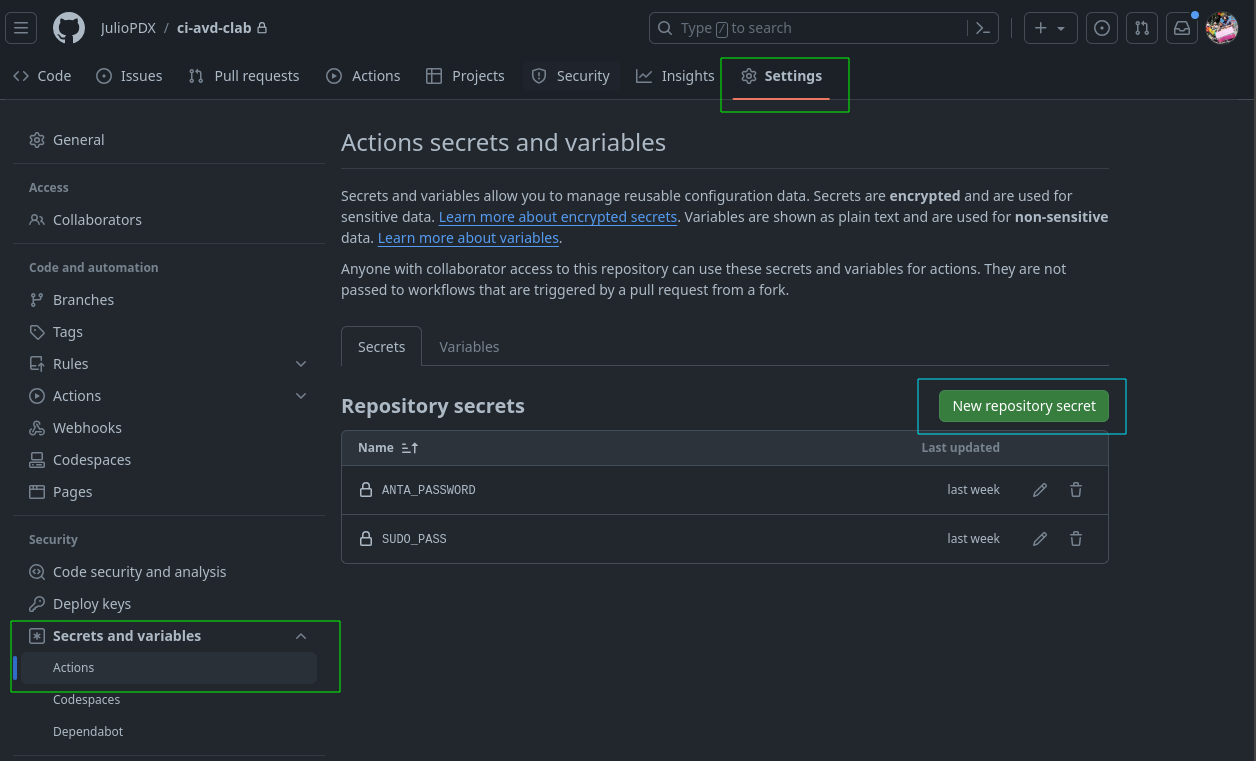 JulioPDX / ci-avd-clab
Type / to search
Code Issues Pull requests Actions Projects Security Insights Settings
General
Access
Collaborators
Code and automation
Branches
Tags
Rules
Actions
Webhooks
Codespaces
Pages
Security
Code security and analysis
Deploy keys
Secrets and variables
Actions
Codespaces
Dependabot
Actions secrets and variables
Secrets and variables allow you to manage reusable configuration data. Secrets are encrypted and are used for
sensitive data. Learn more about encrypted secrets. Variables are shown as plain text and are used for non-sensitive
data. Learn more about variables.
Anyone with collaborator access to this repository can use these secrets and variables for actions. They are not
passed to workflows that are triggered by a pull request from a fork.
Secrets Variables
Repository secrets New repository secret
Name Last updated
ANTA_PASSWORD last week
SUDO_PASS last week